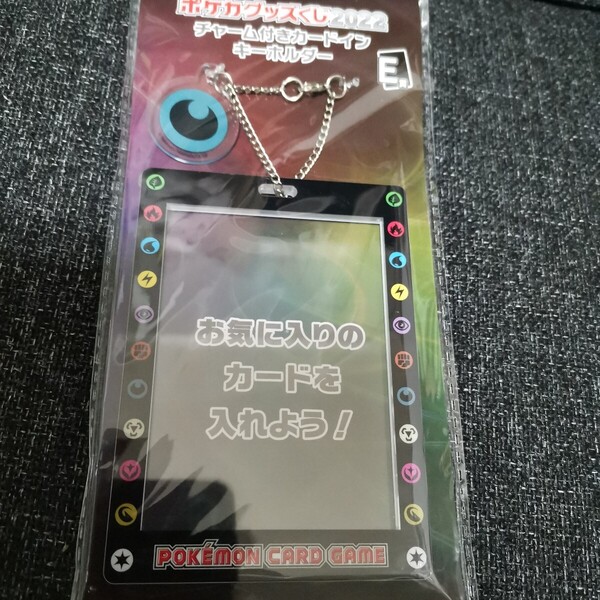 ポケカグッズくじ2022
チャーム付きカードイン
キーホルダー
E賞
お気に入りの
カードを
入れよう!
POKÉMON CARD GAME